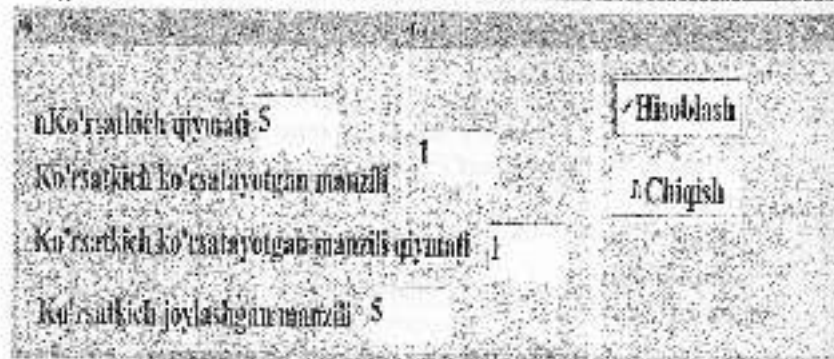 nKo'rsatkich qiymati 5
✓Hisoblash
Ko'rsatkich ko'rsatayotgan manzili 1
Chiqish
Ko'rsatkich ko'rsatayotgan manzili qiymati 1
Ko'rsatkich joylashgan manzili 5